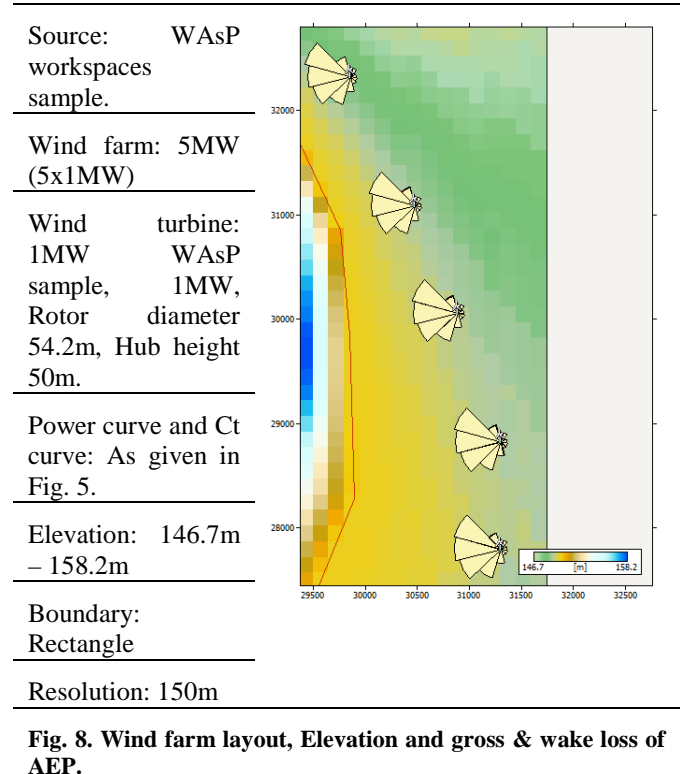 Source: WAsP
workspaces
sample.
Wind farm: 5MW
(5x1MW)
Wind turbine:
1MW WAsP
sample, 1MW,
Rotor diameter
54.2m, Hub height
50m.
Power curve and Ct
curve: As given in
Fig. 5.
Elevation: 146.7m
– 158.2m
Boundary:
Rectangle
Resolution: 150m
32000
31000
30000
29000
28000
146.7 [m] 158.2
29500 30000 30500 31000 31500 32000 32500
Fig. 8. Wind farm layout, Elevation and gross & wake loss of
AEP.